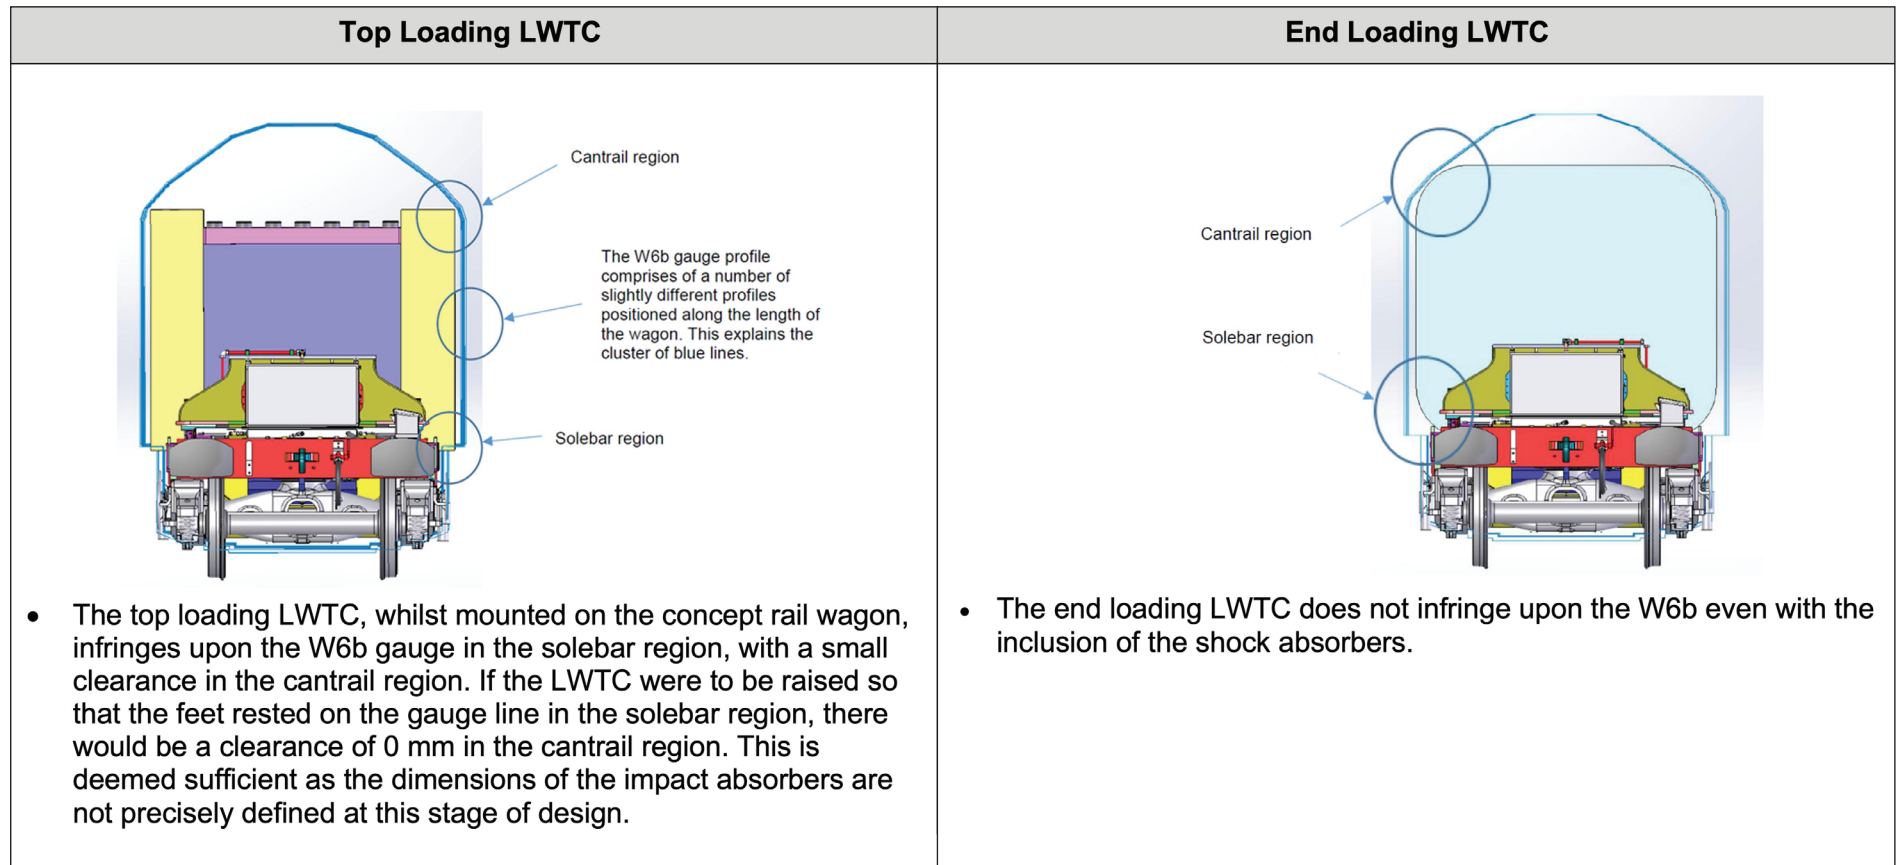 Top Loading LWTC
End Loading LWTC
Cantrail region
The W6b gauge profile
comprises of a number of
slightly different profiles
positioned along the length of
the wagon. This explains the
cluster of blue lines.
Solebar region
Cantrail region
Solebar region
• The top loading LWTC, whilst mounted on the concept rail wagon,
infringes upon the W6b gauge in the solebar region, with a small
clearance in the cantrail region. If the LWTC were to be raised so
that the feet rested on the gauge line in the solebar region, there
would be a clearance of 0 mm in the cantrail region. This is
deemed sufficient as the dimensions of the impact absorbers are
not precisely defined at this stage of design.
• The end loading LWTC does not infringe upon the W6b even with the
inclusion of the shock absorbers.